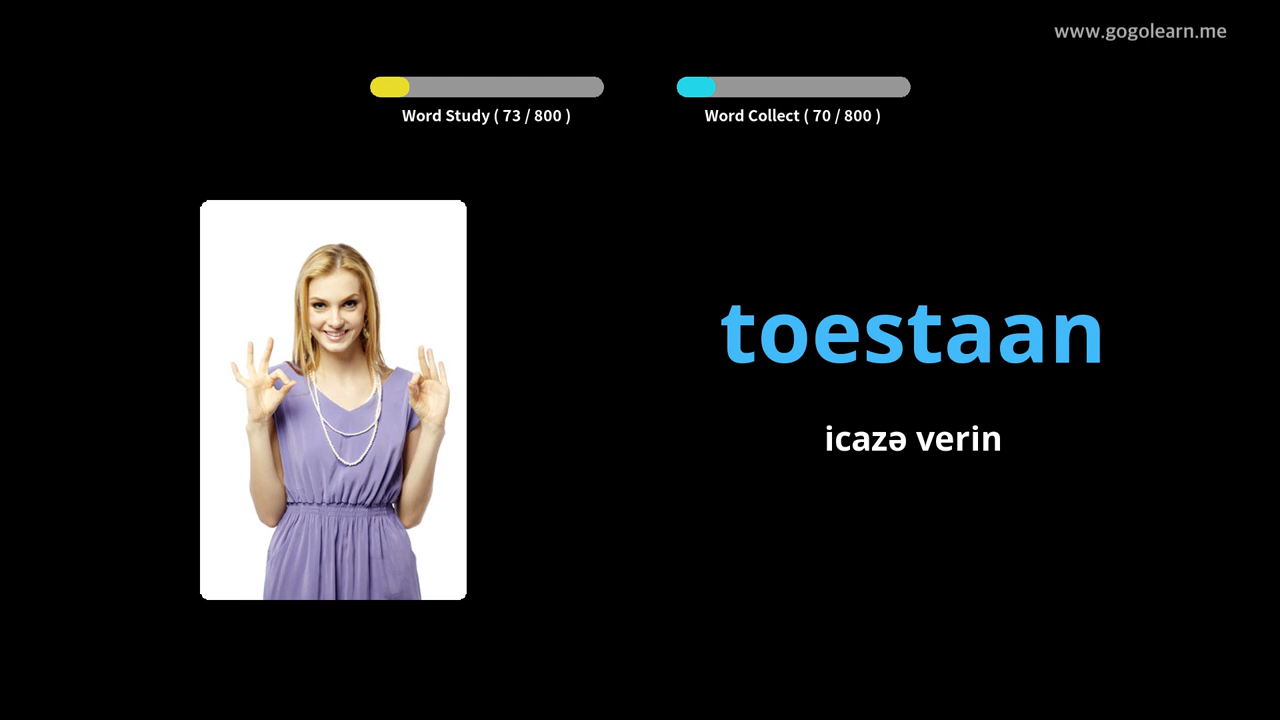 www.gogolearn.me
Word Study ( 73 / 800 )
Word Collect ( 70 / 800 )
toestaan
icazə verin